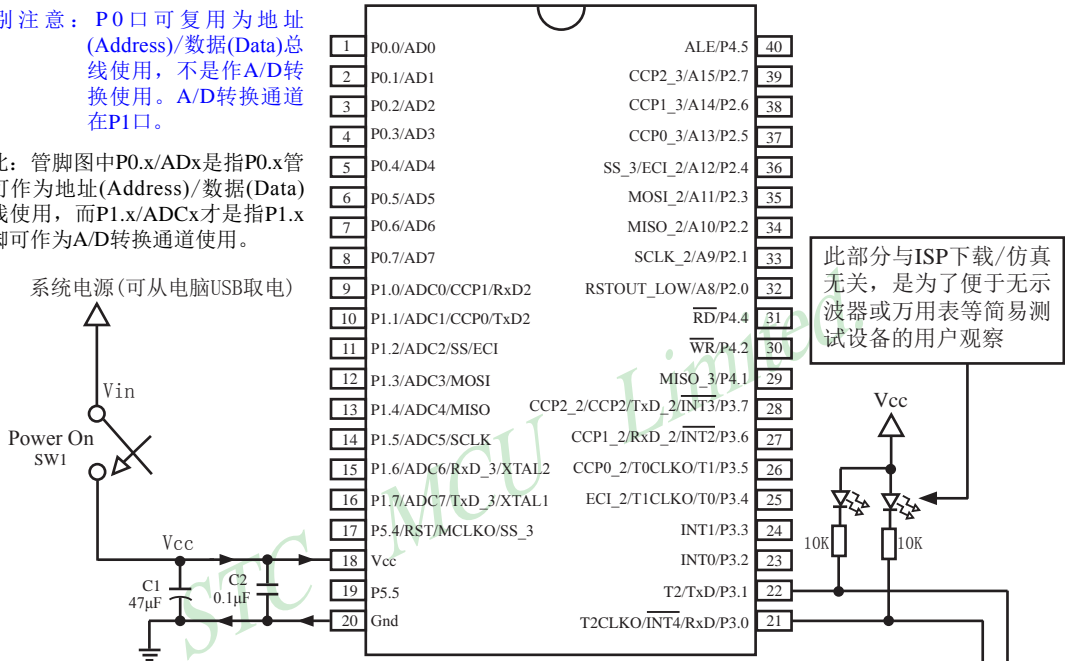 别注意：P0口可复用为地址
(Address)/数据(Data)总
线使用，不是作A/D转
换使用。A/D转换通道
在P1口。
比：管脚图中P0.x/ADx是指P0.x管
可作为地址(Address)/数据(Data)
线使用，而P1.x/ADCx才是指P1.x
脚可作为A/D转换通道使用。
系统电源(可从电脑USB取电)
Vin
Power On
SW1
Vcc
C1
47μF
C2
0.1μF
1 P0.0/AD0
2 P0.1/AD1
3 P0.2/AD2
4 P0.3/AD3
5 P0.4/AD4
6 P0.5/AD5
7 P0.6/AD6
8 P0.7/AD7
9 P1.0/ADC0/CCP1/RxD2
10 P1.1/ADC1/CCP0/TxD2
11 P1.2/ADC2/SS/ECI
12 P1.3/ADC3/MOSI
13 P1.4/ADC4/MISO
14 P1.5/ADC5/SCLK
15 P1.6/ADC6/RxD_3/XTAL2
16 P1.7/ADC7/TxD_3/XTAL1
17 P5.4/RST/MCLKO/SS_3
18 Vcc
19 P5.5
20 Gnd
ALE/P4.5 40
CCP2_3/A15/P2.7 39
CCP1_3/A14/P2.6 38
CCP0_3/A13/P2.5 37
SS_3/ECI_2/A12/P2.4 36
MOSI_2/A11/P2.3 35
MISO_2/A10/P2.2 34
SCLK_2/A9/P2.1 33
RSTOUT_LOW/A8/P2.0 32
RD/P4.4 31
WR/P4.2 30
MISO_3/P4.1 29
CCP2_2/CCP2/TxD_2/INT3/P3.7 28
CCP1_2/RxD_2/INT2/P3.6 27
CCP0_2/T0CLKO/T1/P3.5 26
ECI_2/T1CLKO/T0/P3.4 25
INT1/P3.3 24
INT0/P3.2 23
T2/TxD/P3.1 22
T2CLKO/INT4/RxD/P3.0 21
此部分与ISP下载/仿真
无关，是为了便于无示
波器或万用表等简易测
试设备的用户观察
Vcc
10K
10K
STC MCU Limited.